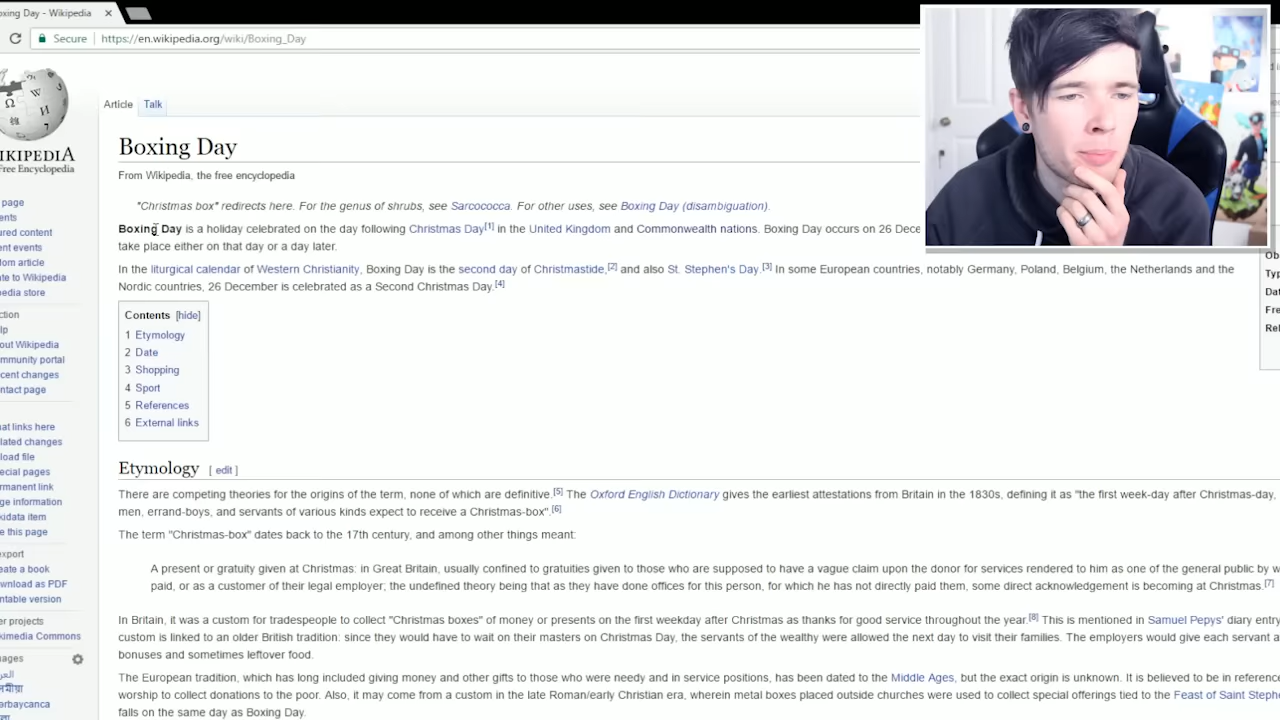 oxing Day - Wikipedia
Secure https://en.wikipedia.org/wiki/Boxing_Day
IKIPEDIA
Free Encyclopedia
page
ents
ured content
ent events
dom article
ate to Wikipedia
pedia store
ction
lp
out Wikipedia
mmunity portal
cent changes
ntact page
hat links here
lated changes
load file
ecial pages
rmanent link
ge information
kidata item
e this page
export
eate a book
wnload as PDF
ntable version
er projects
kimedia Commons
uages
erbaycanca
Article Talk
Boxing Day
From Wikipedia, the free encyclopedia
"Christmas box" redirects here. For the genus of shrubs, see Sarcococca. For other uses, see Boxing Day (disambiguation).
Boxing Day is a holiday celebrated on the day following Christmas Day[1] in the United Kingdom and Commonwealth nations. Boxing Day occurs on 26 Dece
take place either on that day or a day later.
In the liturgical calendar of Western Christianity, Boxing Day is the second day of Christmastide,[2] and also St. Stephen's Day.[3] In some European countries, notably Germany, Poland, Belgium, the Netherlands and the
Nordic countries, 26 December is celebrated as a Second Christmas Day.[4]
Contents [hide]
1 Etymology
2 Date
3 Shopping
4 Sport
5 References
6 External links
Etymology [ edit ]
There are competing theories for the origins of the term, none of which are definitive.[5] The Oxford English Dictionary gives the earliest attestations from Britain in the 1830s, defining it as "the first week-day after Christmas-day,
men, errand-boys, and servants of various kinds expect to receive a Christmas-box".[6]
The term "Christmas-box" dates back to the 17th century, and among other things meant:
A present or gratuity given at Christmas: in Great Britain, usually confined to gratuities given to those who are supposed to have a vague claim upon the donor for services rendered to him as one of the general public by w
paid, or as a customer of their legal employer; the undefined theory being that as they have done offices for this person, for which he has not directly paid them, some direct acknowledgement is becoming at Christmas.[7]
In Britain, it was a custom for tradespeople to collect "Christmas boxes" of money or presents on the first weekday after Christmas as thanks for good service throughout the year.[8] This is mentioned in Samuel Pepys' diary entry
custom is linked to an older British tradition: since they would have to wait on their masters on Christmas Day, the servants of the wealthy were allowed the next day to visit their families. The employers would give each servant a
bonuses and sometimes leftover food.
The European tradition, which has long included giving money and other gifts to those who were needy and in service positions, has been dated to the Middle Ages, but the exact origin is unknown. It is believed to be in reference
worship to collect donations to the poor. Also, it may come from a custom in the late Roman/early Christian era, wherein metal boxes placed outside churches were used to collect special offerings tied to the Feast of Saint Steph
falls on the same day as Boxing Day.
Ob
Typ
Dat
Fre
Rel